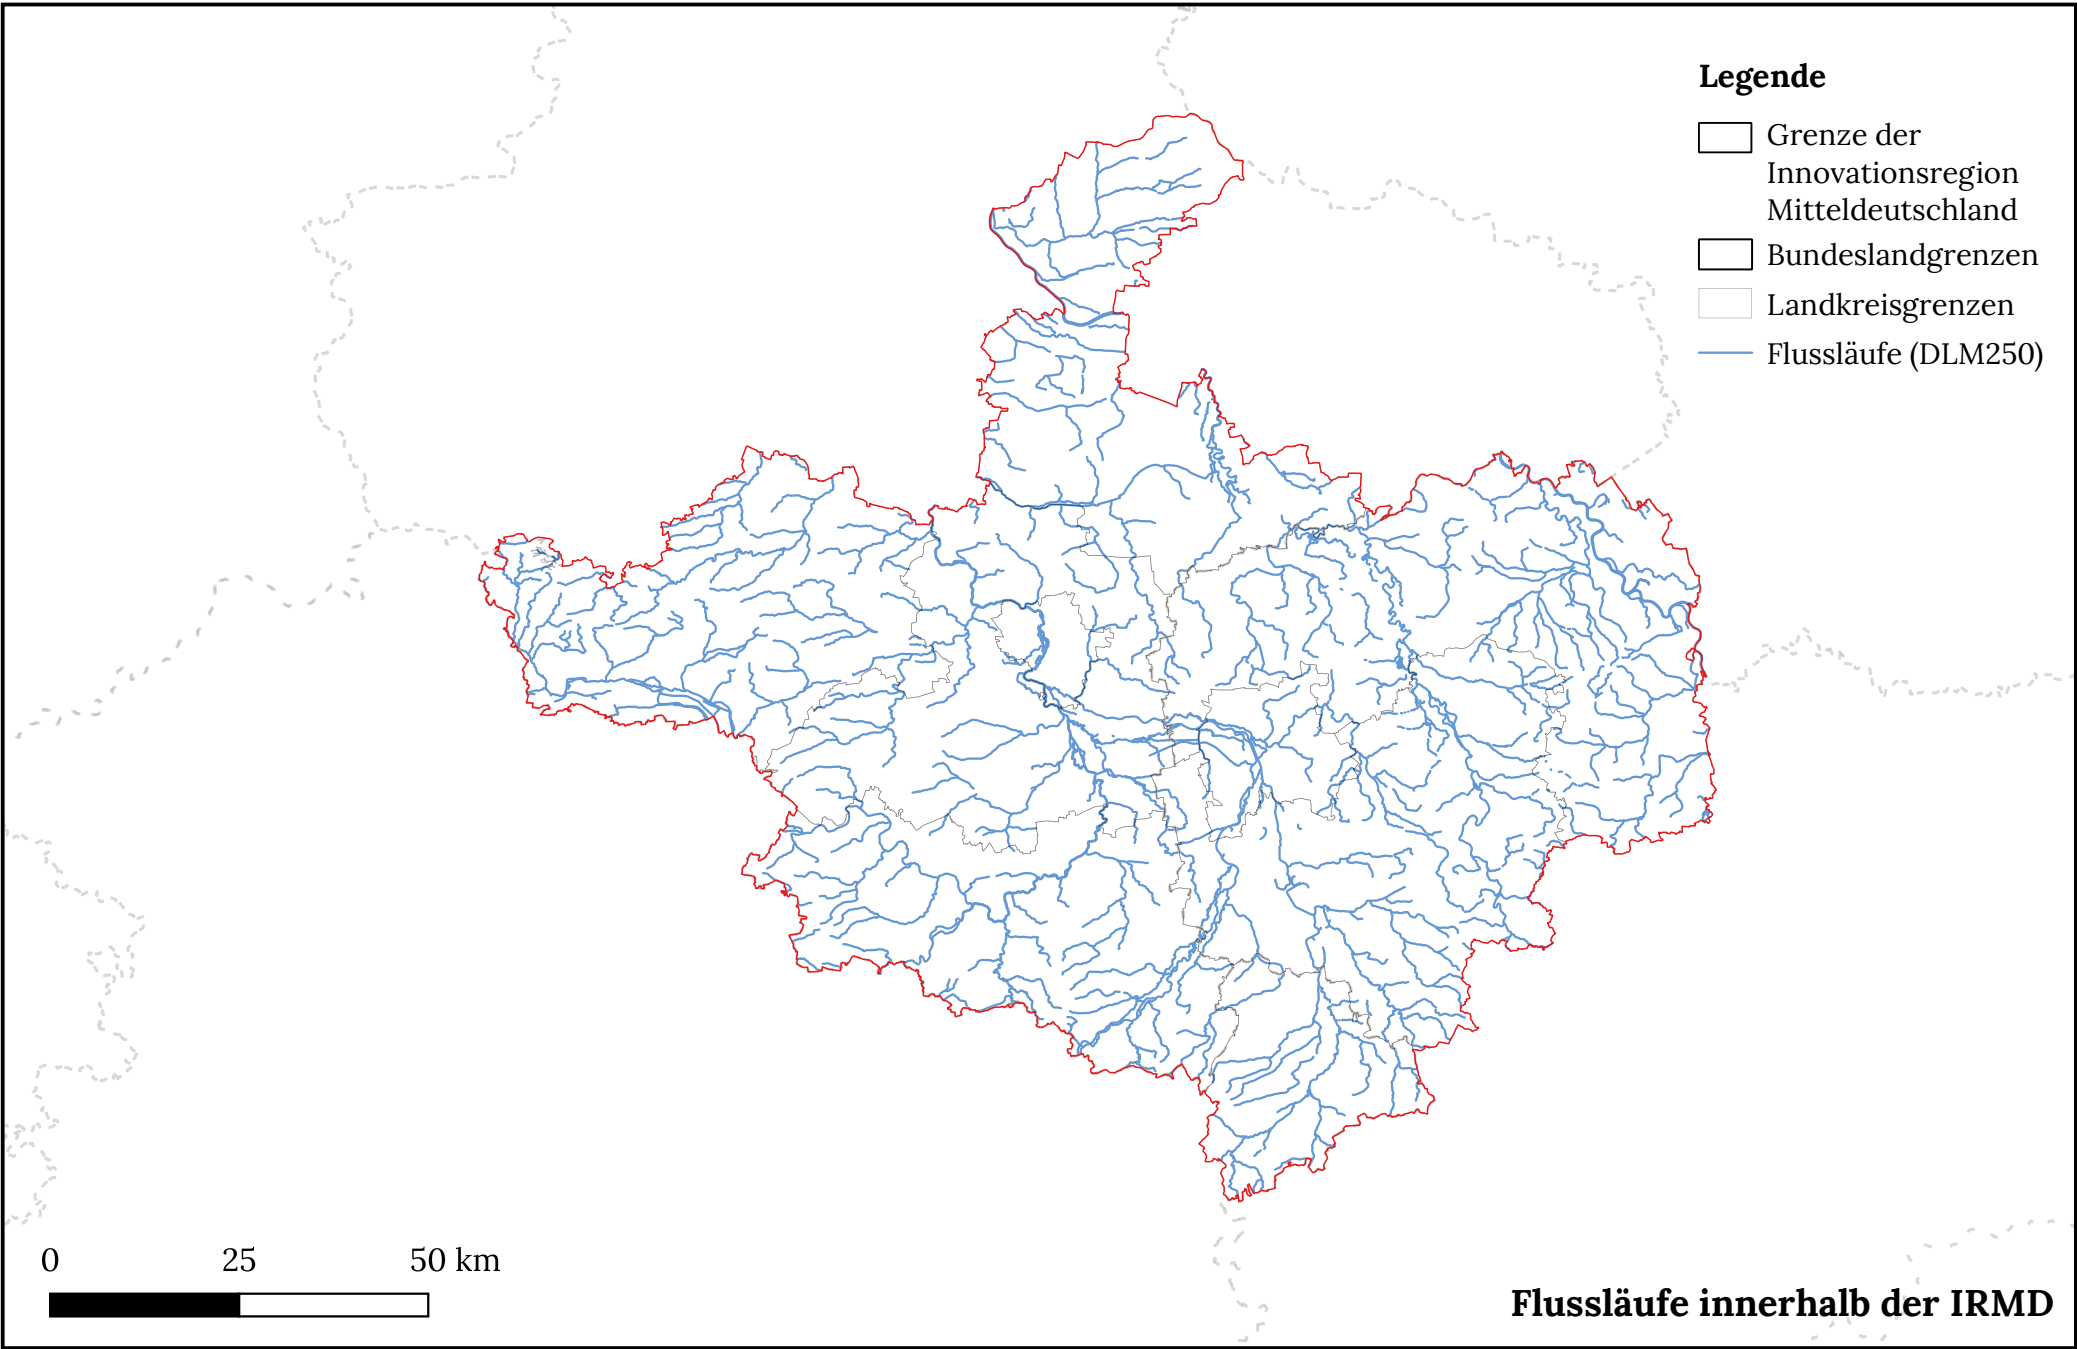 Legende
Grenze der
Innovationsregion
Mitteldeutschland
Bundeslandgrenzen
Landkreisgrenzen
Flussläufe (DLM250)
0 25 50 km
Flussläufe innerhalb der IRMD